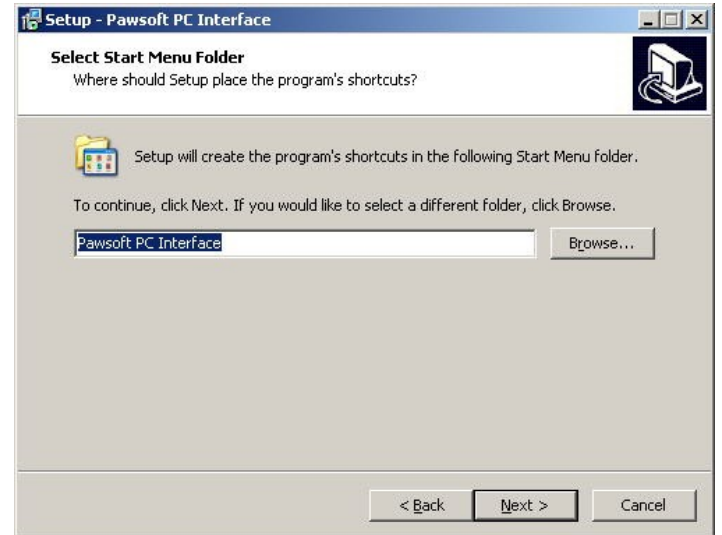 Setup - Pawsoft PC Interface
Select Start Menu Folder
Where should Setup place the program's shortcuts?
Setup will create the program's shortcuts in the following Start Menu folder.
To continue, click Next. If you would like to select a different folder, click Browse.
Pawsoft PC Interface
Browse...
< Back
Next >
Cancel